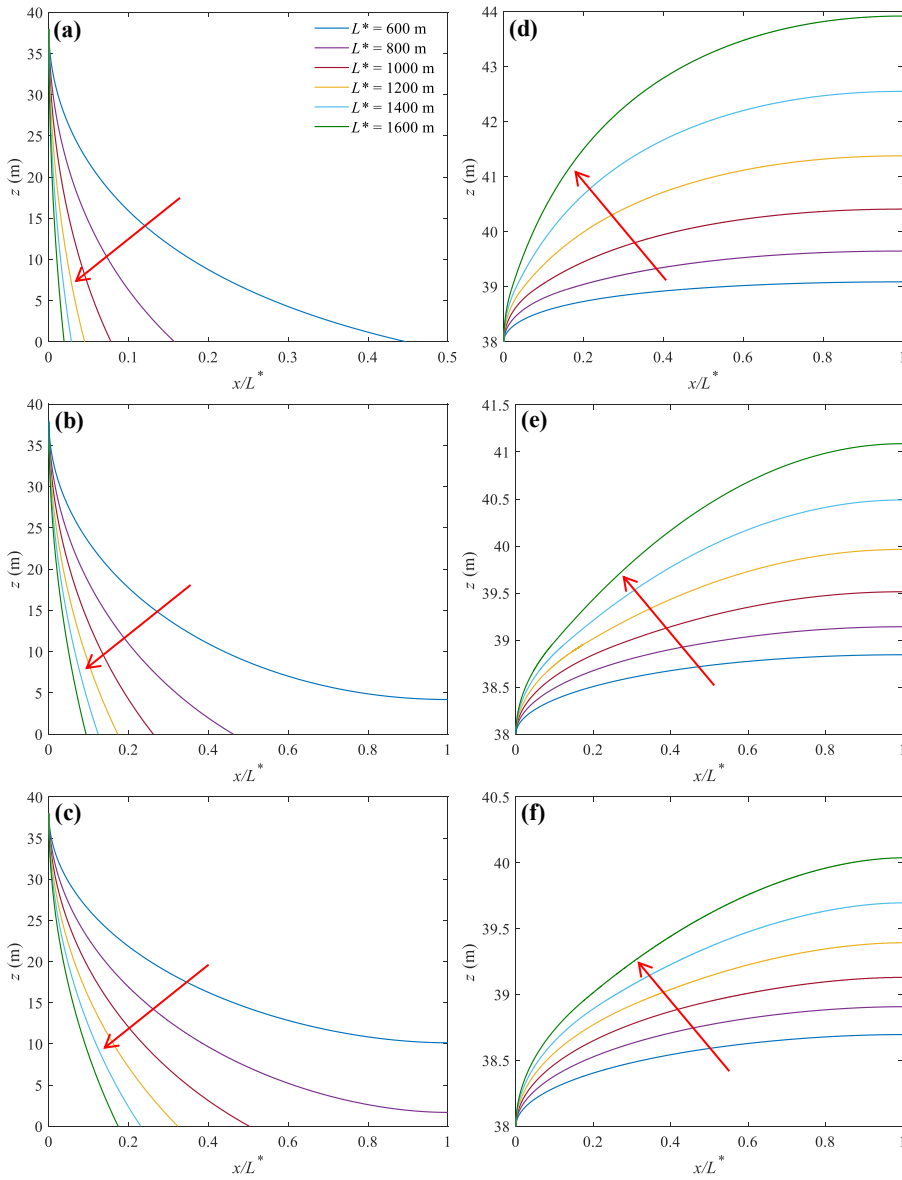 (a)
L* = 600 m
L* = 800 m
L* = 1000 m
L* = 1200 m
L* = 1400 m
L* = 1600 m
40
35
30
25
20
15
10
5
0
z (m)
0 0.1 0.2 0.3 0.4 0.5
x/L*
(d)
44
43
42
41
40
39
38
z (m)
0 0.2 0.4 0.6 0.8 1
x/L*
(b)
40
35
30
25
20
15
10
5
0
z (m)
0 0.2 0.4 0.6 0.8 1
x/L*
(e)
41.5
41
40.5
40
39.5
39
38.5
38
z (m)
0 0.2 0.4 0.6 0.8 1
x/L*
(c)
40
35
30
25
20
15
10
5
0
z (m)
0 0.2 0.4 0.6 0.8 1
x/L*
(f)
40.5
40
39.5
39
38.5
38
z (m)
0 0.2 0.4 0.6 0.8 1
x/L*